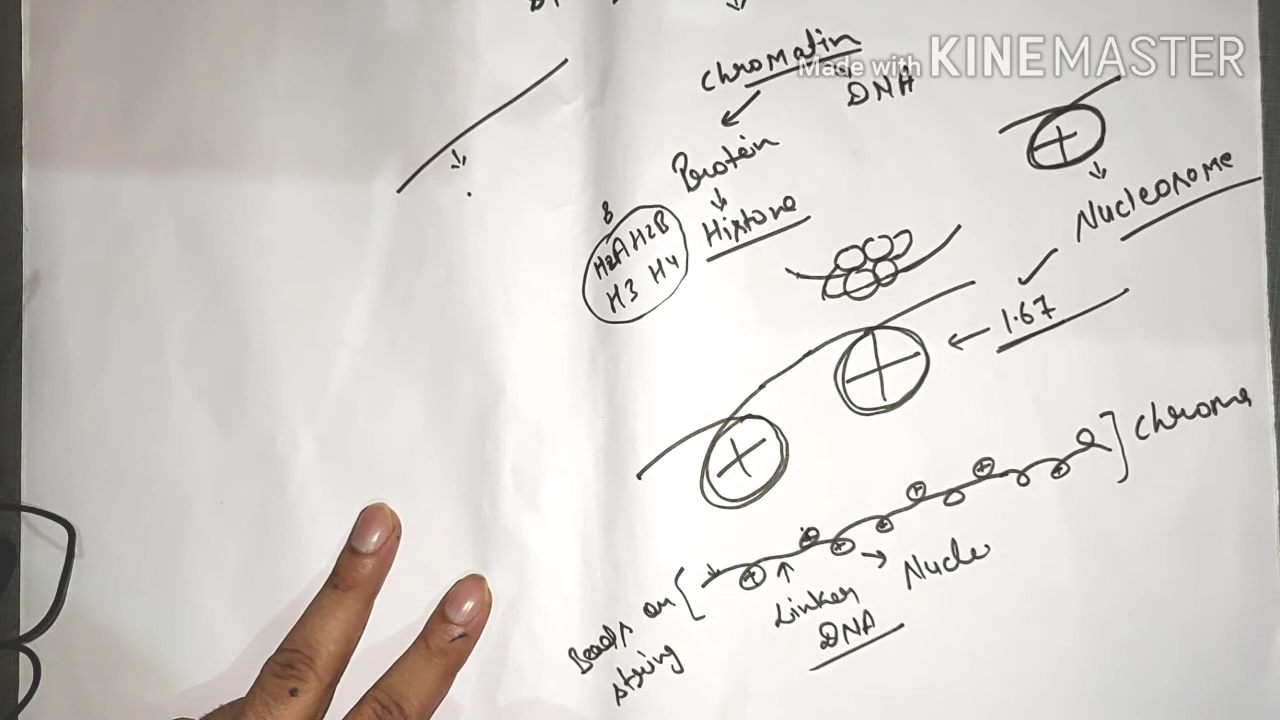 Made with KINEMASTER
chromatin
DNA
Protein
Histone
8
H2A H2B
H3 H4
Nucleonome
1.67
] chroma
Beads on [
string
Linker
DNA
→ Nucle